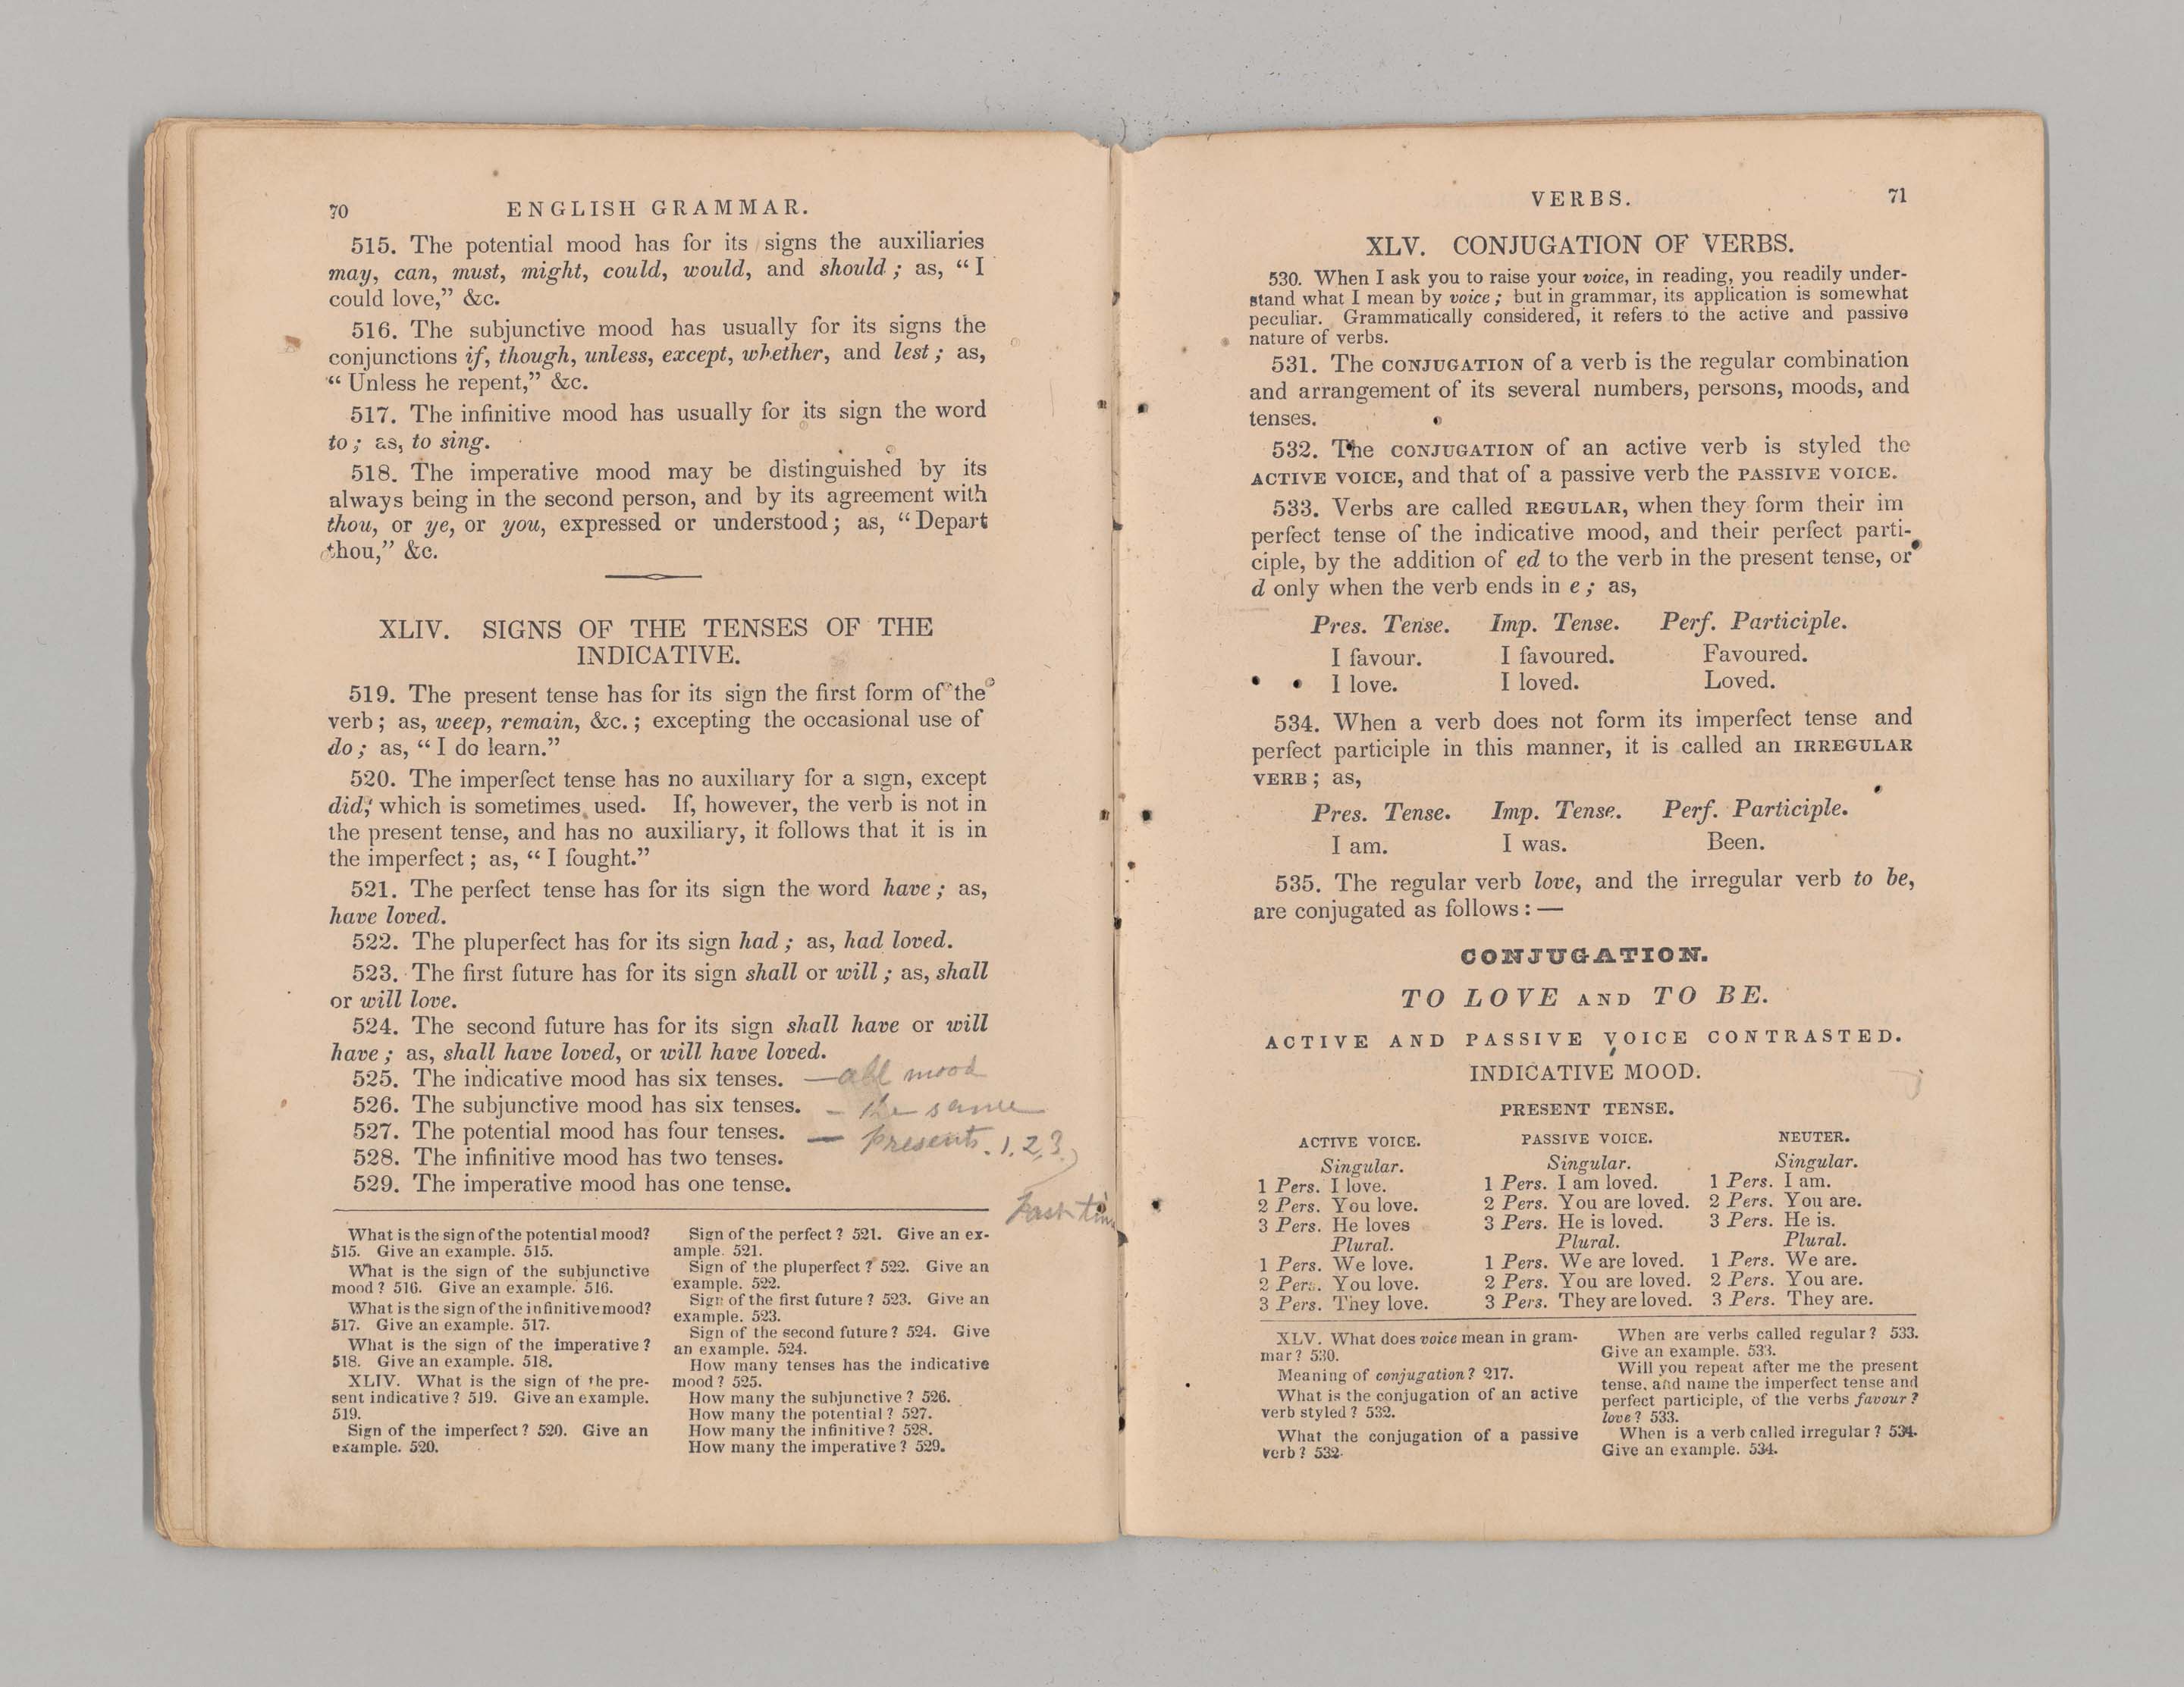 70 ENGLISH GRAMMAR.
515. The potential mood has for its signs the auxiliaries
may, can, must, might, could, would, and should; as, “I
could love,” &c.
516. The subjunctive mood has usually for its signs the
conjunctions if, though, unless, except, whether, and lest; as,
“Unless he repent,” &c.
517. The infinitive mood has usually for its sign the word
to; as, to sing.
518. The imperative mood may be distinguished by its
always being in the second person, and by its agreement with
thou, or ye, or you, expressed or understood; as, “Depart
thou,” &c.
XLIV. SIGNS OF THE TENSES OF THE
INDICATIVE.
519. The present tense has for its sign the first form of the
verb; as, weep, remain, &c.; excepting the occasional use of
do; as, “I do learn.”
520. The imperfect tense has no auxiliary for a sign, except
did, which is sometimes used. If, however, the verb is not in
the present tense, and has no auxiliary, it follows that it is in
the imperfect; as, “I fought.”
521. The perfect tense has for its sign the word have; as,
have loved.
522. The pluperfect has for its sign had; as, had loved.
523. The first future has for its sign shall or will; as, shall
or will love.
524. The second future has for its sign shall have or will
have; as, shall have loved, or will have loved.
525. The indicative mood has six tenses. — all mood
526. The subjunctive mood has six tenses. – the same
527. The potential mood has four tenses. — presents. 1, 2, 3
528. The infinitive mood has two tenses.
529. The imperative mood has one tense.
What is the sign of the potential mood?
515. Give an example. 515.
What is the sign of the subjunctive
mood? 516. Give an example. 516.
What is the sign of the infinitive mood?
517. Give an example. 517.
What is the sign of the imperative?
518. Give an example. 518.
XLIV. What is the sign of the pre-
sent indicative? 519. Give an example.
519.
Sign of the imperfect? 520. Give an
example. 520.
Sign of the perfect? 521. Give an ex-
ample. 521.
Sign of the pluperfect? 522. Give an
example. 522.
Sign of the first future? 523. Give an
example. 523.
Sign of the second future? 524. Give
an example. 524.
How many tenses has the indicative
mood? 525.
How many the subjunctive? 526.
How many the potential? 527.
How many the infinitive? 528.
How many the imperative? 529.
VERBS. 71
XLV. CONJUGATION OF VERBS.
530. When I ask you to raise your voice, in reading, you readily under-
stand what I mean by voice; but in grammar, its application is somewhat
peculiar. Grammatically considered, it refers to the active and passive
nature of verbs.
531. The CONJUGATION of a verb is the regular combination
and arrangement of its several numbers, persons, moods, and
tenses.
532. The CONJUGATION of an active verb is styled the
ACTIVE VOICE, and that of a passive verb the PASSIVE VOICE.
533. Verbs are called REGULAR, when they form their im
perfect tense of the indicative mood, and their perfect parti-
ciple, by the addition of ed to the verb in the present tense, or
d only when the verb ends in e; as,
Pres. Tense. Imp. Tense. Perf. Participle.
I favour. I favoured. Favoured.
I love. I loved. Loved.
534. When a verb does not form its imperfect tense and
perfect participle in this manner, it is called an IRREGULAR
VERB; as,
Pres. Tense. Imp. Tense. Perf. Participle.
I am. I was. Been.
535. The regular verb love, and the irregular verb to be,
are conjugated as follows:—
CONJUGATION.
TO LOVE AND TO BE.
ACTIVE AND PASSIVE VOICE CONTRASTED.
INDICATIVE MOOD.
PRESENT TENSE.
ACTIVE VOICE. PASSIVE VOICE. NEUTER.
Singular. Singular. Singular.
1 Pers. I love. 1 Pers. I am loved. 1 Pers. I am.
2 Pers. You love. 2 Pers. You are loved. 2 Pers. You are.
3 Pers. He loves 3 Pers. He is loved. 3 Pers. He is.
Plural. Plural. Plural.
1 Pers. We love. 1 Pers. We are loved. 1 Pers. We are.
2 Pers. You love. 2 Pers. You are loved. 2 Pers. You are.
3 Pers. They love. 3 Pers. They are loved. 3 Pers. They are.
XLV. What does voice mean in gram-
mar? 530.
Meaning of conjugation? 217.
What is the conjugation of an active
verb styled? 532.
What the conjugation of a passive
verb? 532.
When are verbs called regular? 533.
Give an example. 533.
Will you repeat after me the present
tense, and name the imperfect tense and
perfect participle, of the verbs favour?
love? 533.
When is a verb called irregular? 534.
Give an example. 534.